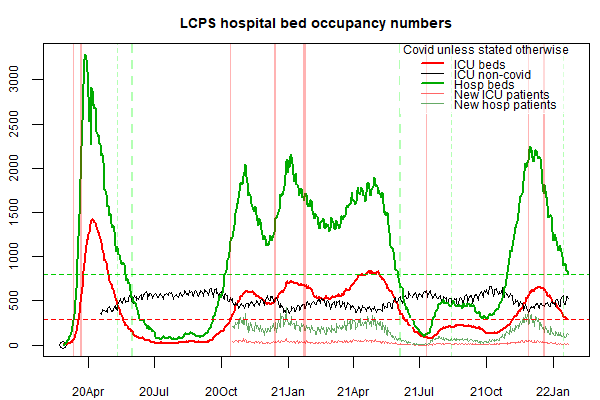 LCPS hospital bed occupancy numbers
Covid unless stated otherwise
ICU beds
ICU non-covid
Hosp beds
New ICU patients
New hosp patients
3000
2500
2000
1500
1000
500
0
20Apr 20Jul 20Oct 21Jan 21Apr 21Jul 21Oct 22Jan